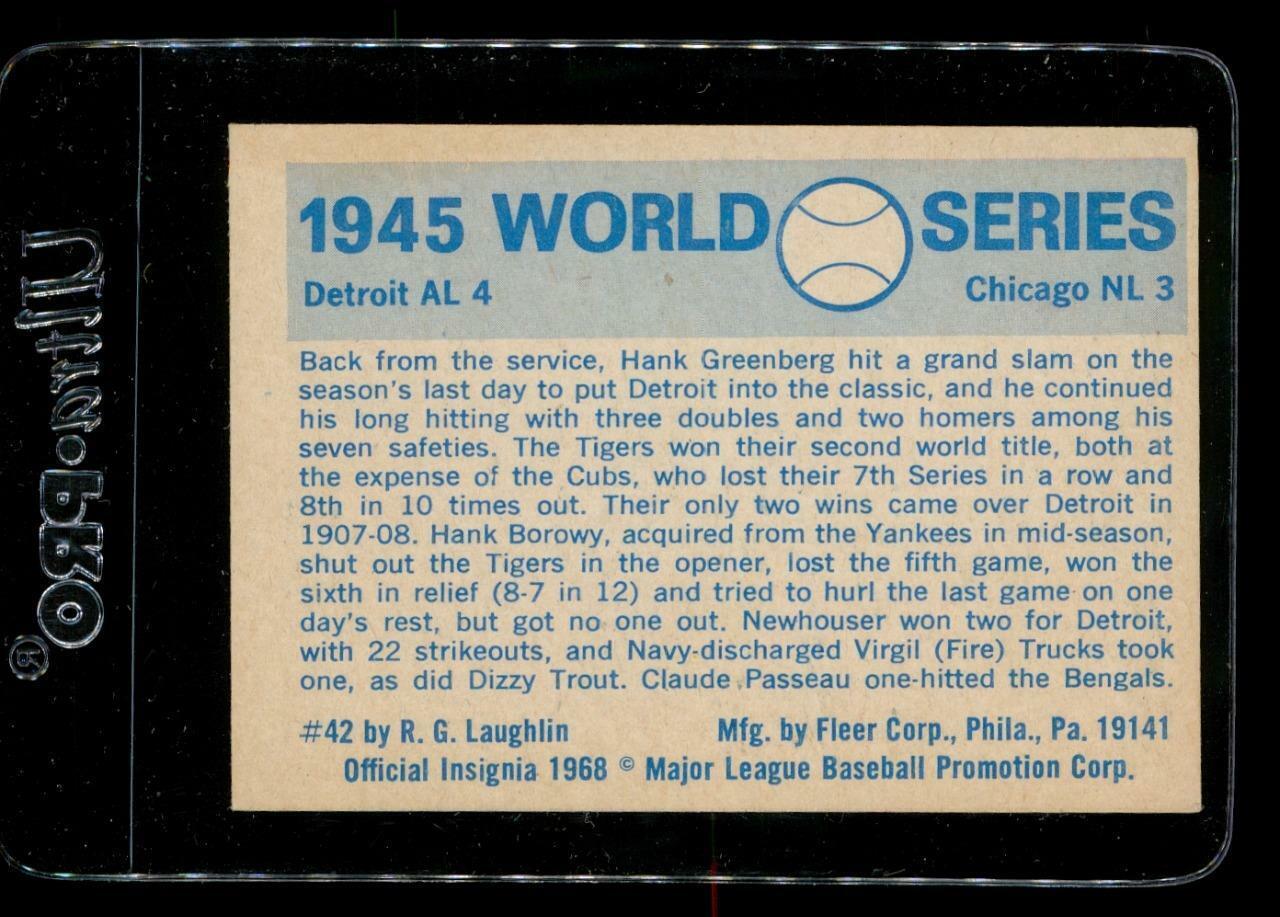 1945 WORLD SERIES
Detroit AL 4 Chicago NL 3
Back from the service, Hank Greenberg hit a grand slam on the
season's last day to put Detroit into the classic, and he continued
his long hitting with three doubles and two homers among his
seven safeties. The Tigers won their second world title, both at
the expense of the Cubs, who lost their 7th Series in a row and
8th in 10 times out. Their only two wins came over Detroit in
1907-08. Hank Borowy, acquired from the Yankees in mid-season,
shut out the Tigers in the opener, lost the fifth game, won the
sixth in relief (8-7 in 12) and tried to hurl the last game on one
day's rest, but got no one out. Newhouser won two for Detroit,
with 22 strikeouts, and Navy-discharged Virgil (Fire) Trucks took
one, as did Dizzy Trout. Claude Passeau one-hitted the Bengals.
#42 by R. G. Laughlin Mfg. by Fleer Corp., Phila., Pa. 19141
Official Insignia 1968 © Major League Baseball Promotion Corp.
Ultra·PRO®